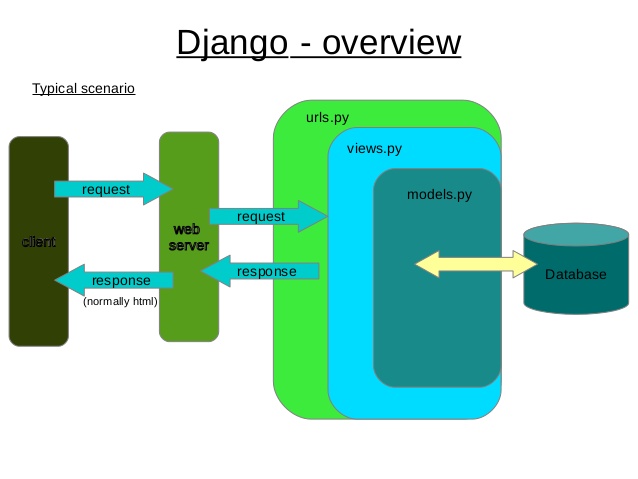 Django - overview
Typical scenario
urls.py
views.py
models.py
request
request
client
web
server
response
response
(normally html)
Database